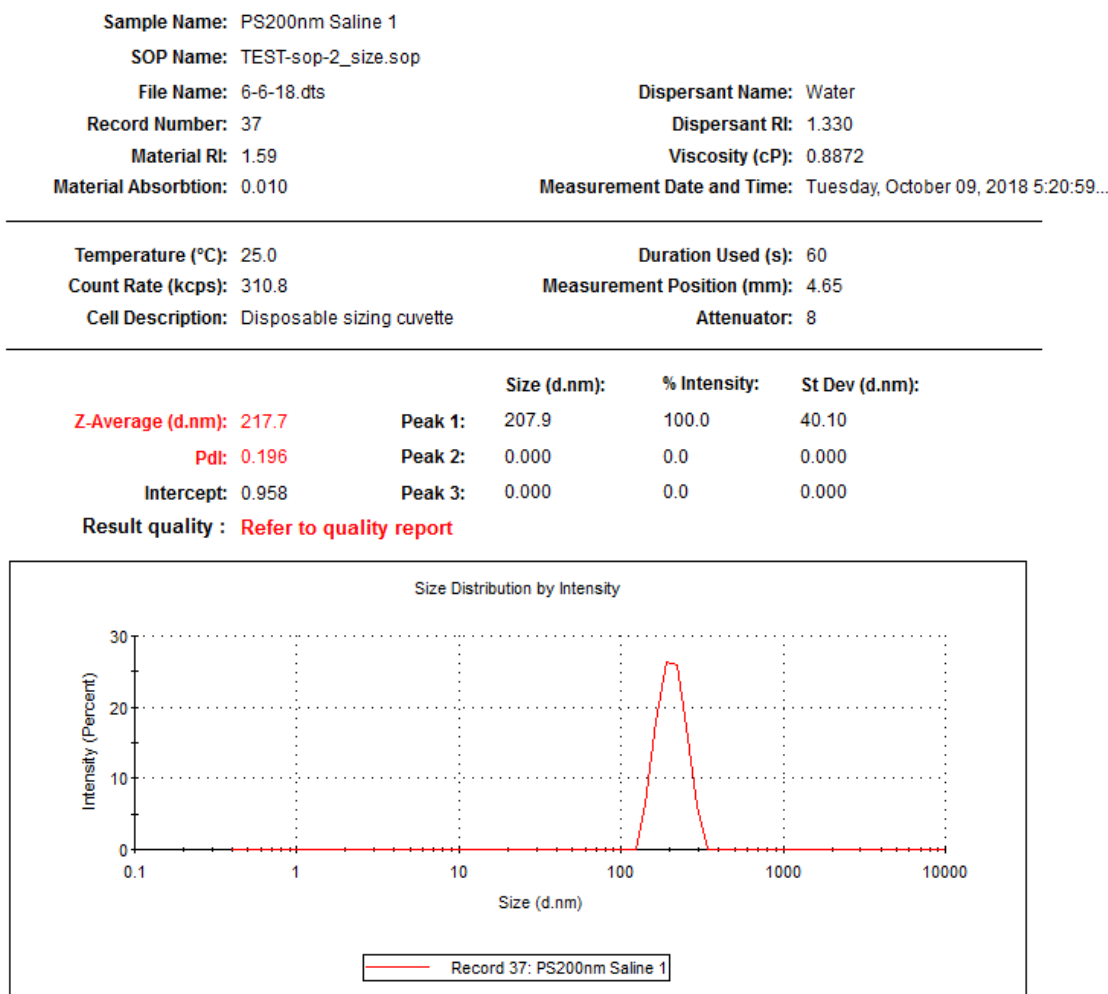 Sample Name: PS200nm Saline 1
SOP Name: TEST-sop-2_size.sop
File Name: 6-6-18.dts Dispersant Name: Water
Record Number: 37 Dispersant RI: 1.330
Material RI: 1.59 Viscosity (cP): 0.8872
Material Absorbtion: 0.010 Measurement Date and Time: Tuesday, October 09, 2018 5:20:59...
Temperature (ºC): 25.0 Duration Used (s): 60
Count Rate (kcps): 310.8 Measurement Position (mm): 4.65
Cell Description: Disposable sizing cuvette Attenuator: 8
Size (d.nm): % Intensity: St Dev (d.nm):
Z-Average (d.nm): 217.7 Peak 1: 207.9 100.0 40.10
PdI: 0.196 Peak 2: 0.000 0.0 0.000
Intercept: 0.958 Peak 3: 0.000 0.0 0.000
Result quality : Refer to quality report
Size Distribution by Intensity
Intensity (Percent)
30
20
10
0
0.1 1 10 100 1000 10000
Size (d.nm)
Record 37: PS200nm Saline 1